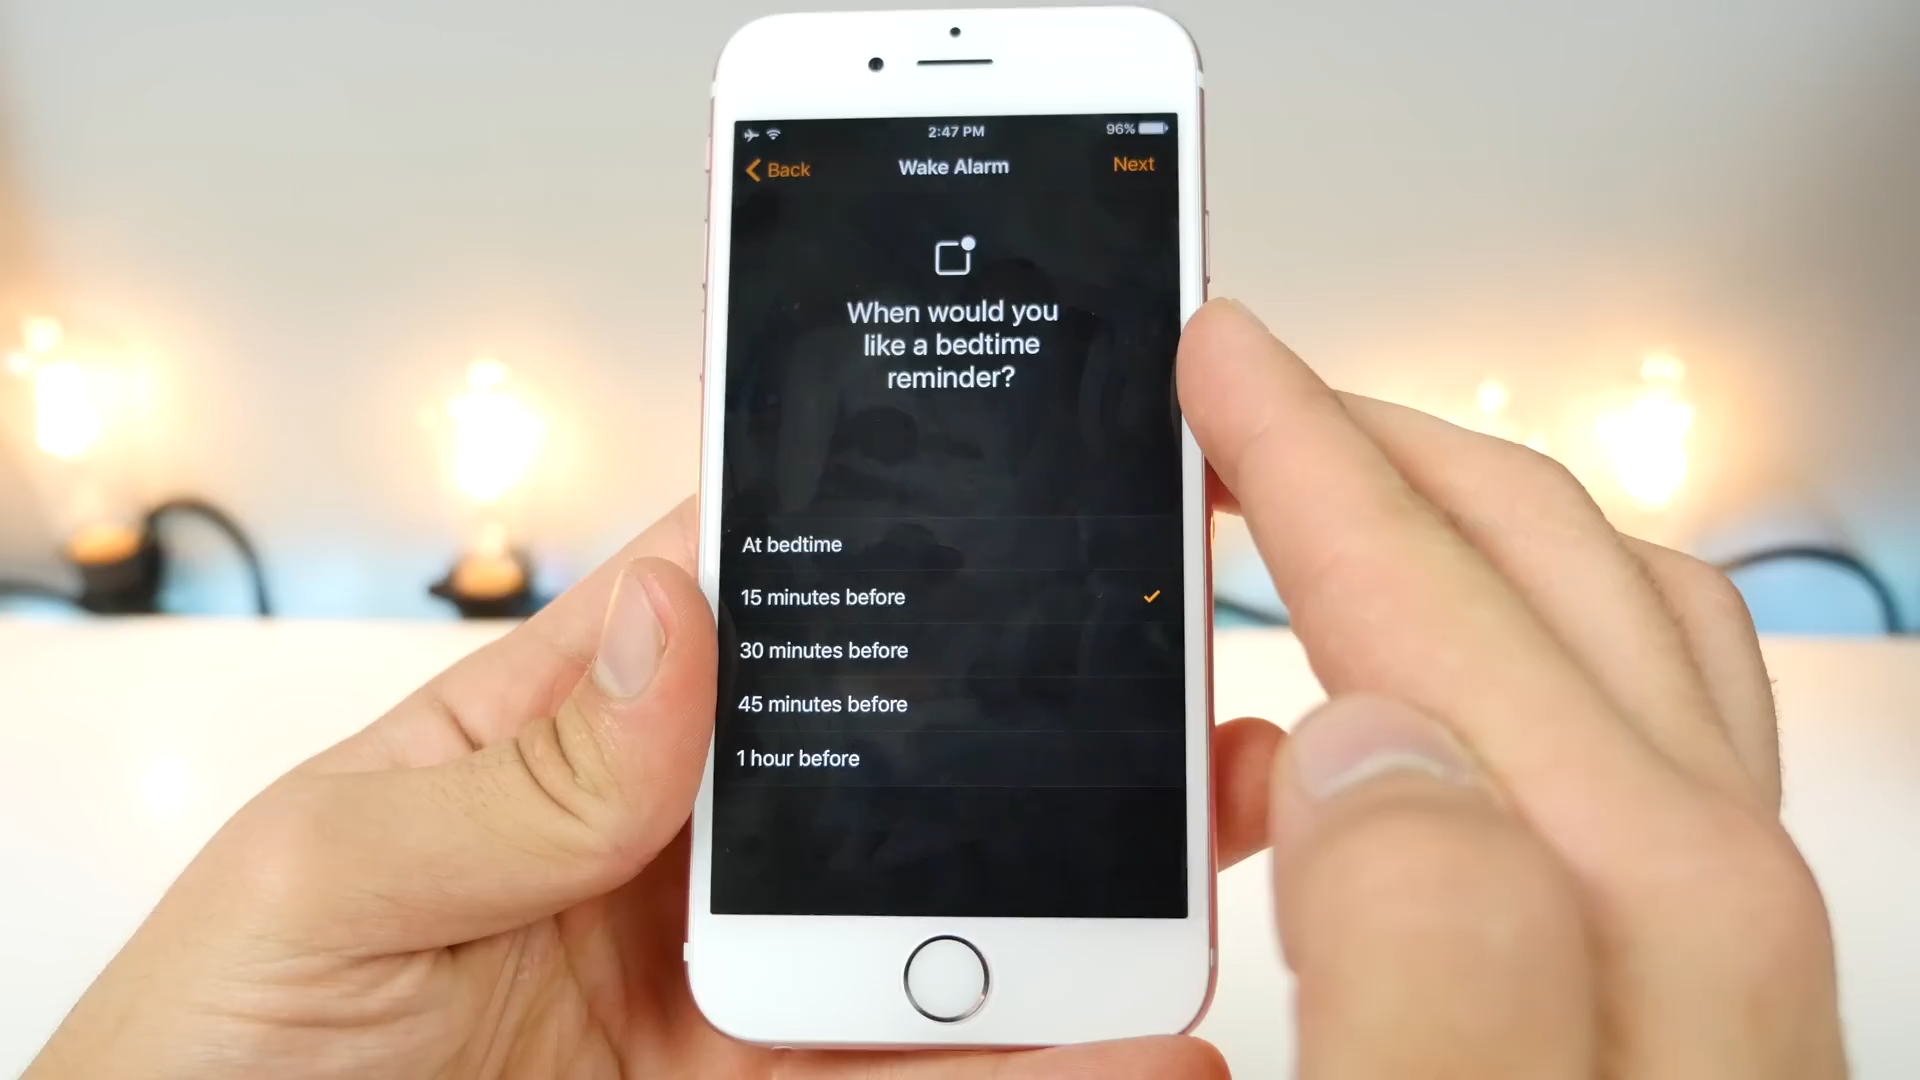 2:47 PM
96%
Back
Wake Alarm
Next
When would you
like a bedtime
reminder?
At bedtime
15 minutes before
30 minutes before
45 minutes before
1 hour before